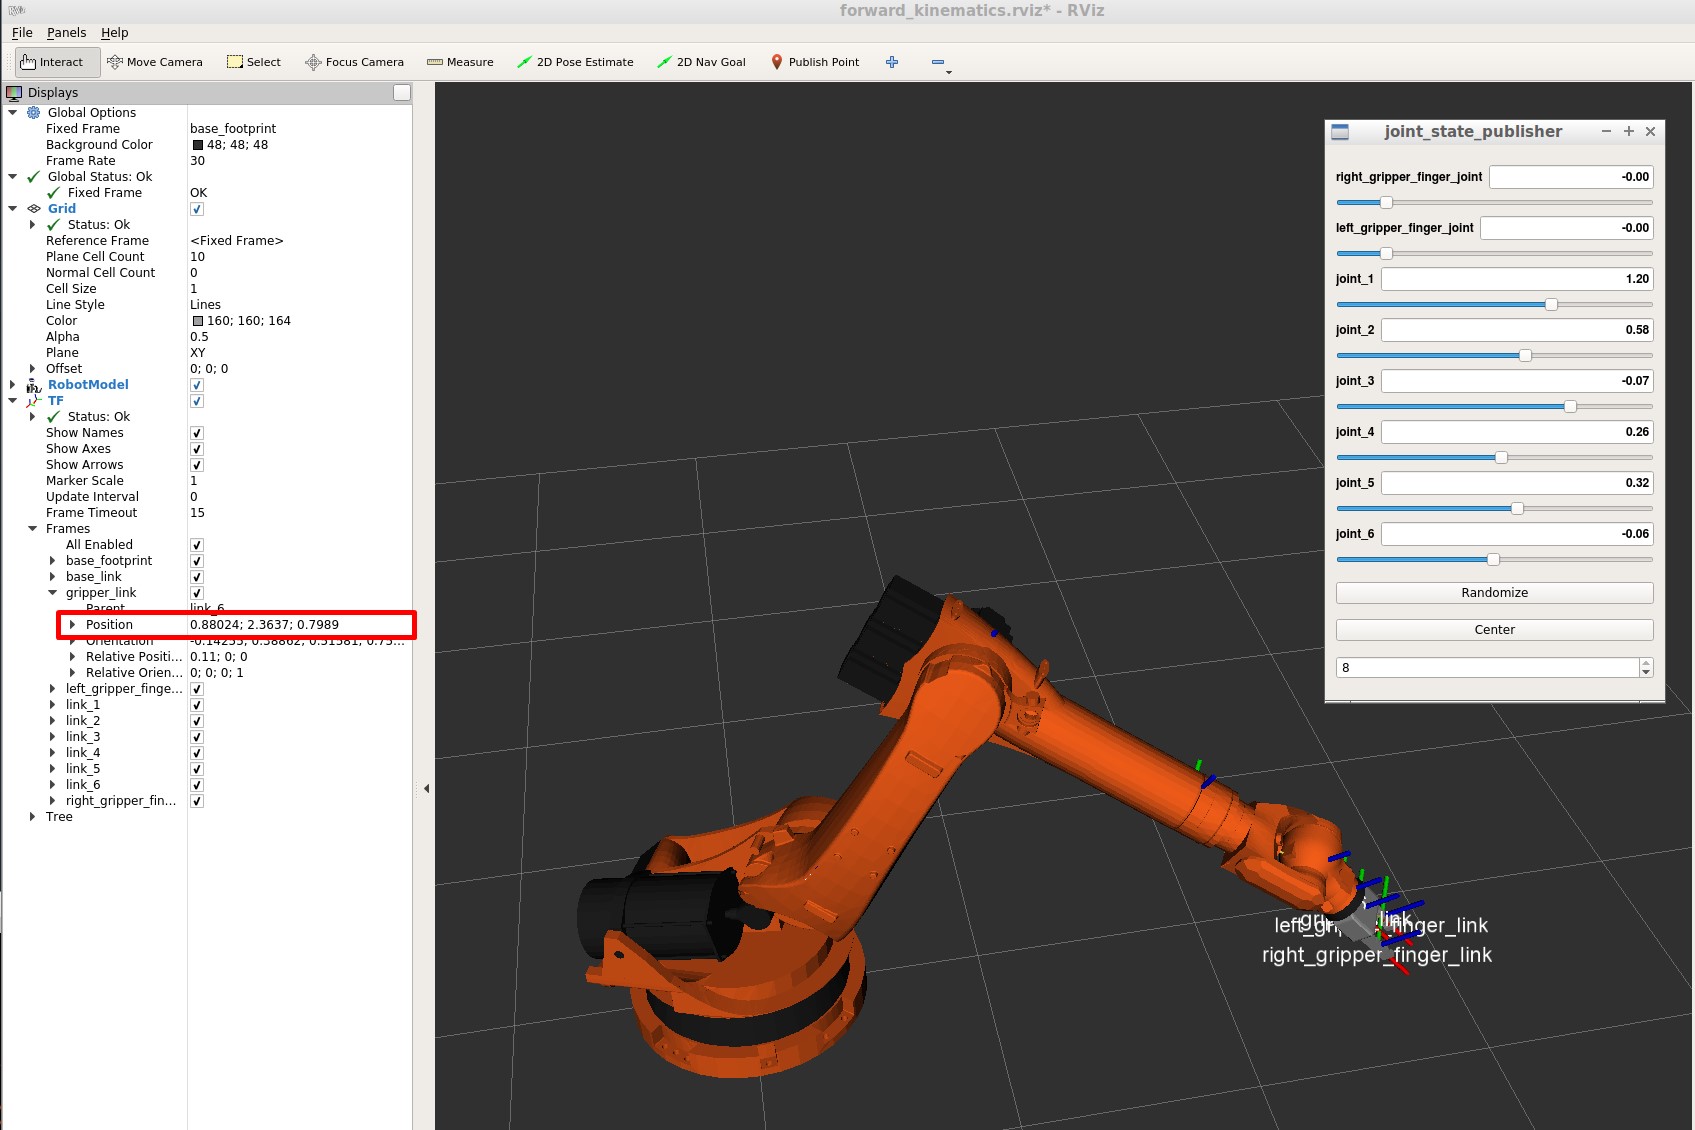 forward_kinematics.rviz* - RViz
File Panels Help
Interact Move Camera Select Focus Camera Measure 2D Pose Estimate 2D Nav Goal Publish Point
Displays
Global Options
Fixed Frame base_footprint
Background Color 48; 48; 48
Frame Rate 30
Global Status: Ok
Fixed Frame OK
Grid
Status: Ok
Reference Frame <Fixed Frame>
Plane Cell Count 10
Normal Cell Count 0
Cell Size 1
Line Style Lines
Color 160; 160; 164
Alpha 0.5
Plane XY
Offset 0; 0; 0
RobotModel
TF
Status: Ok
Show Names
Show Axes
Show Arrows
Marker Scale 1
Update Interval 0
Frame Timeout 15
Frames
All Enabled
base_footprint
base_link
gripper_link
Parent link_6
Position 0.88024; 2.3637; 0.7989
Orientation -0.14255; 0.38862; 0.51581; 0.75...
Relative Positi... 0.11; 0; 0
Relative Orien... 0; 0; 0; 1
left_gripper_finge...
link_1
link_2
link_3
link_4
link_5
link_6
right_gripper_fin...
Tree
joint_state_publisher
right_gripper_finger_joint -0.00
left_gripper_finger_joint -0.00
joint_1 1.20
joint_2 0.58
joint_3 -0.07
joint_4 0.26
joint_5 0.32
joint_6 -0.06
Randomize
Center
8
right_gripper_finger_link